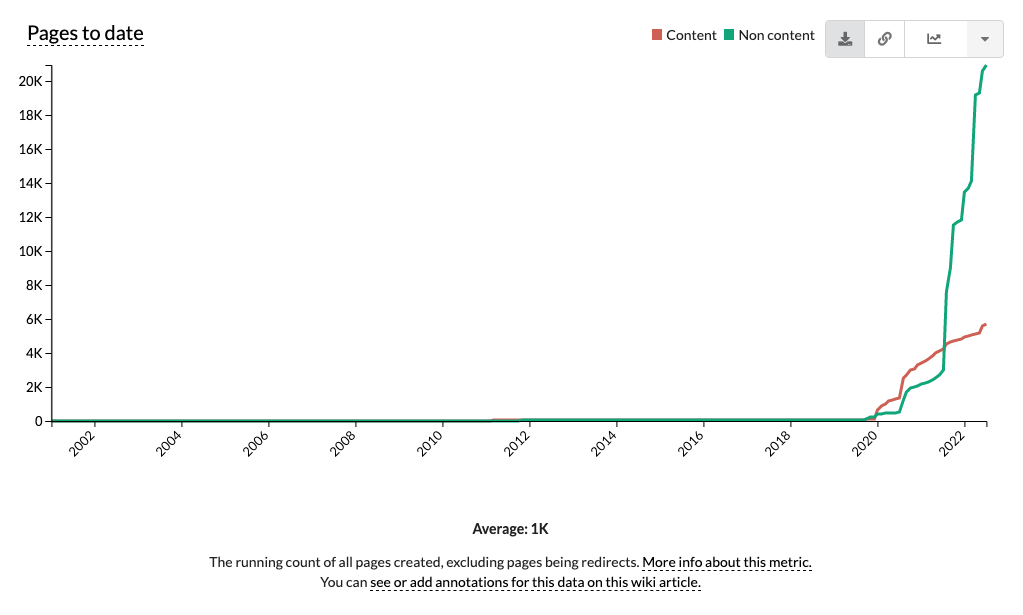 Pages to date
Content Non content
20K
18K
16K
14K
12K
10K
8K
6K
4K
2K
0
2002 2004 2006 2008 2010 2012 2014 2016 2018 2020 2022
Average: 1K
The running count of all pages created, excluding pages being redirects. More info about this metric.
You can see or add annotations for this data on this wiki article.